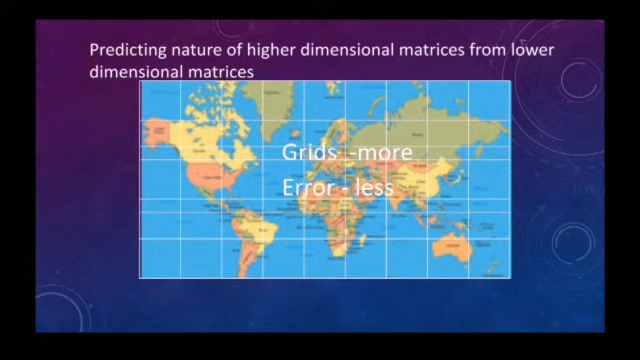 Predicting nature of higher dimensional matrices from lower
dimensional matrices
Grids -more
Error - less